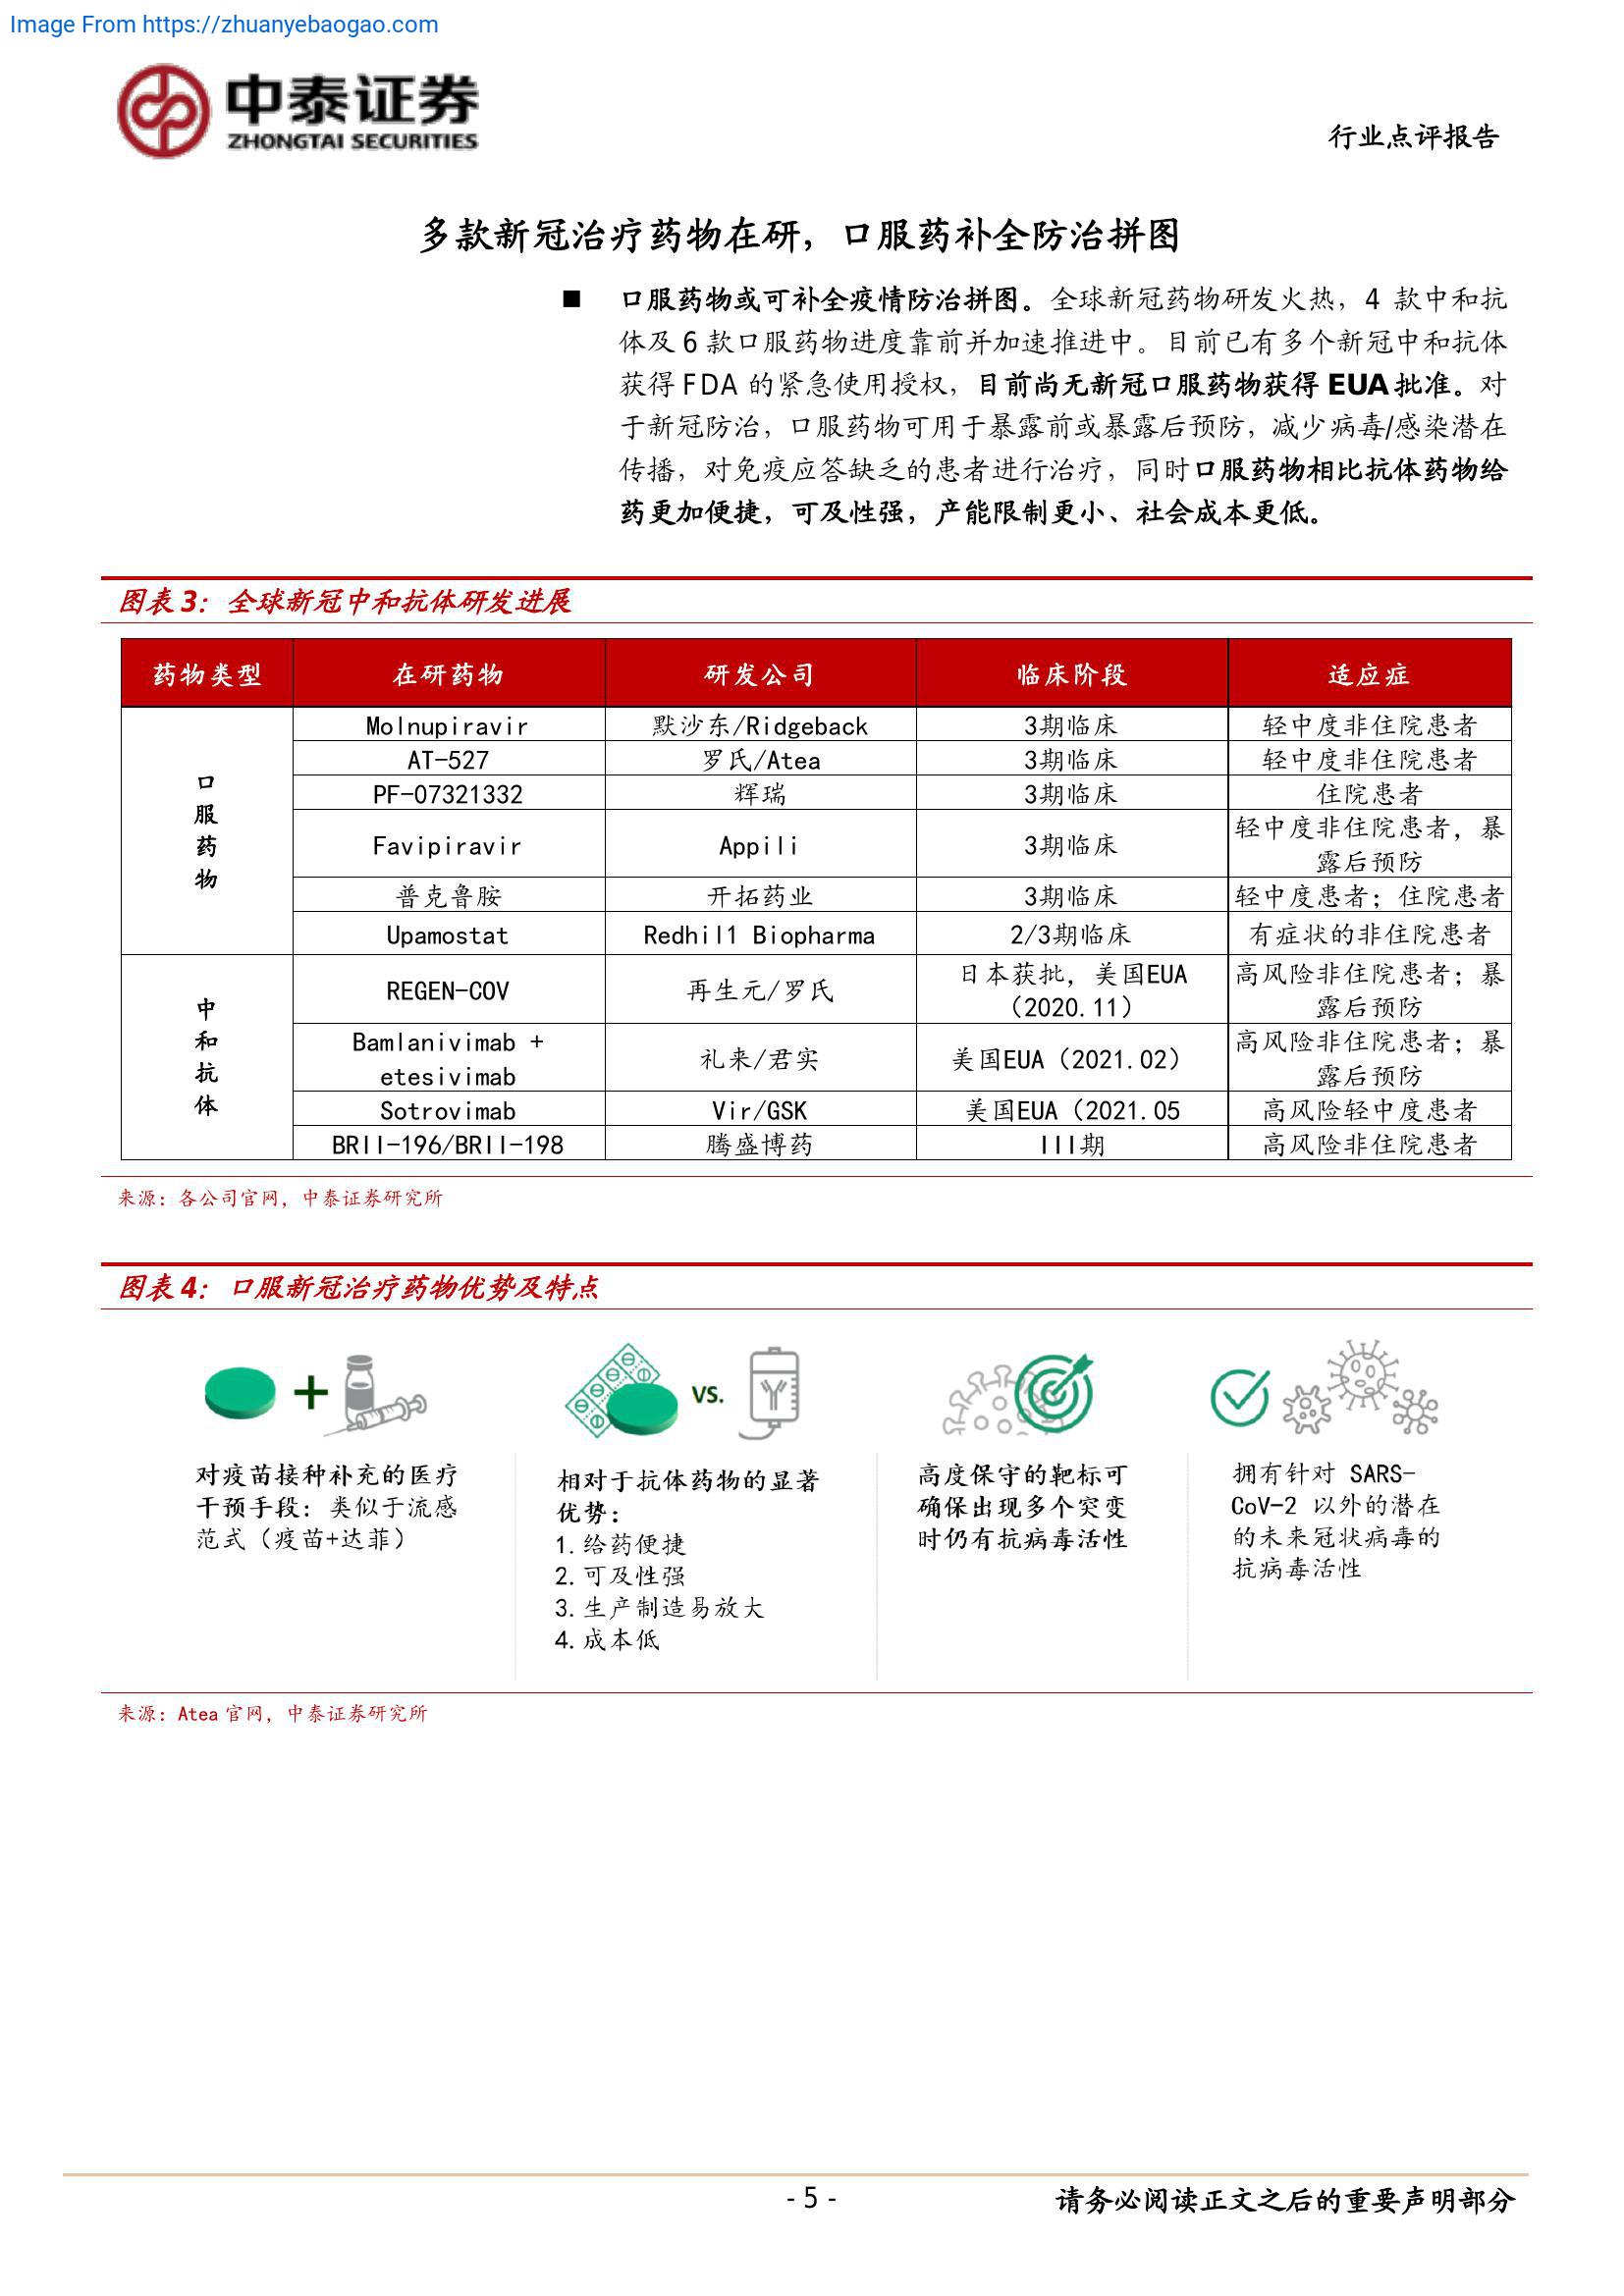 Image From https://zhuanyebaogao.com
中泰证券
ZHONGTAI SECURITIES
行业点评报告
多款新冠治疗药物在研，口服药补全防治拼图
■ 口服药物或可补全疫情防治拼图。全球新冠药物研发火热，4 款中和抗
体及 6 款口服药物进度靠前并加速推进中。目前已有多个新冠中和抗体
获得 FDA 的紧急使用授权，目前尚无新冠口服药物获得 EUA 批准。对
于新冠防治，口服药物可用于暴露前或暴露后预防，减少病毒/感染潜在
传播，对免疫应答缺乏的患者进行治疗，同时口服药物相比抗体药物给
药更加便捷，可及性强，产能限制更小、社会成本更低。
图表 3：全球新冠中和抗体研发进展
药物类型 在研药物 研发公司 临床阶段 适应症
口服药物
Molnupiravir 默沙东/Ridgeback 3期临床 轻中度非住院患者
AT-527 罗氏/Atea 3期临床 轻中度非住院患者
PF-07321332 辉瑞 3期临床 住院患者
Favipiravir Appili 3期临床 轻中度非住院患者，暴
露后预防
普克鲁胺 开拓药业 3期临床 轻中度患者；住院患者
Upamostat Redhil1 Biopharma 2/3期临床 有症状的非住院患者
中和抗体
REGEN-COV 再生元/罗氏 日本获批，美国EUA
（2020.11） 高风险非住院患者；暴
露后预防
Bamlanivimab +
etesivimab 礼来/君实 美国EUA（2021.02） 高风险非住院患者；暴
露后预防
Sotrovimab Vir/GSK 美国EUA（2021.05 高风险轻中度患者
BRII-196/BRII-198 腾盛博药 III期 高风险非住院患者
来源：各公司官网，中泰证券研究所
图表 4：口服新冠治疗药物优势及特点
VS.
对疫苗接种补充的医疗
干预手段：类似于流感
范式（疫苗+达菲）
相对于抗体药物的显著
优势：
1. 给药便捷
2. 可及性强
3. 生产制造易放大
4. 成本低
高度保守的靶标可
确保出现多个突变
时仍有抗病毒活性
拥有针对 SARS-
CoV-2 以外的潜在
的未来冠状病毒的
抗病毒活性
来源：Atea 官网，中泰证券研究所
- 5 -
请务必阅读正文之后的重要声明部分